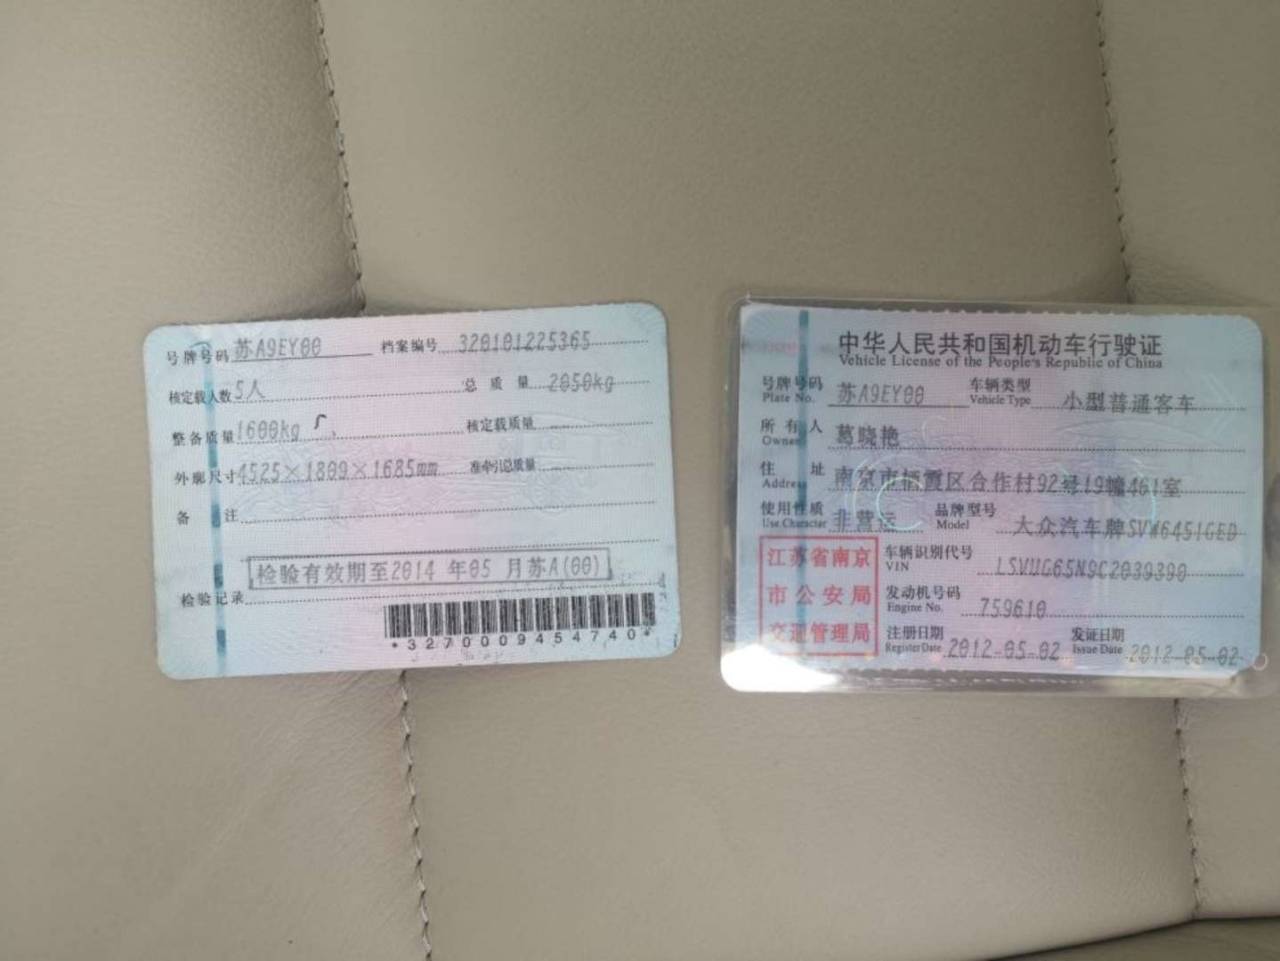 号牌号码 苏A9EY00 档案编号 320101225365
核定载人数 5人 总质量 2050kg
整备质量 1600kg 核定载质量
外廓尺寸 4525×1809×1685mm 准牵引总质量
备注
检验有效期至2014 年05 月苏A(00)
检验记录
*3270009454740*
中华人民共和国机动车行驶证
Vehicle License of the People's Republic of China
号牌号码 苏A9EY00 车辆类型 小型普通客车
Plate No. Vehicle Type
所有人 葛晓艳
Owner
住址 南京市栖霞区合作村92号19幢461室
Address
使用性质 非营运 品牌型号 大众汽车牌SVW6451GED
Use Character Model
江苏省南京
市公安局
交通管理局
车辆识别代号 LSVUG65N9C2039390
VIN
发动机号码 759610
Engine No.
注册日期 2012-05-02 发证日期 2012-05-02
Register Date Issue Date